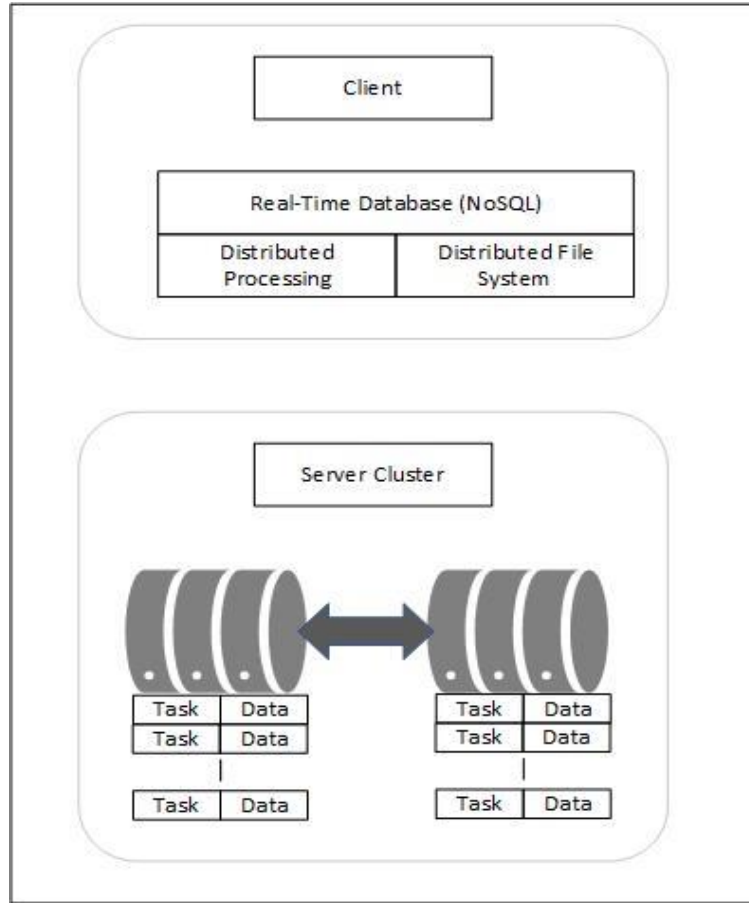 Client
Real-Time Database (NoSQL)
Distributed
Processing
Distributed File
System
Server Cluster
Task Data
Task Data
Task Data
Task Data
Task Data
Task Data